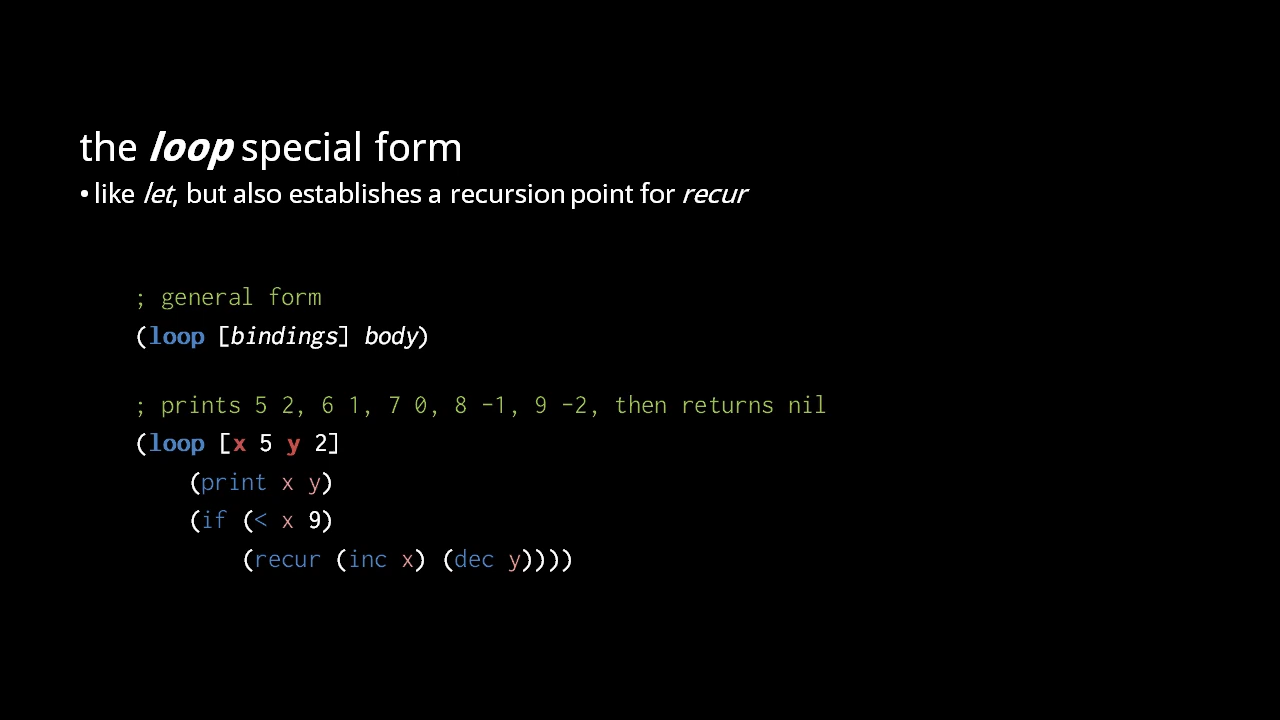 the loop special form
• like let, but also establishes a recursion point for recur
; general form
(loop [bindings] body)
; prints 5 2, 6 1, 7 0, 8 -1, 9 -2, then returns nil
(loop [x 5 y 2]
    (print x y)
    (if (< x 9)
        (recur (inc x) (dec y))))